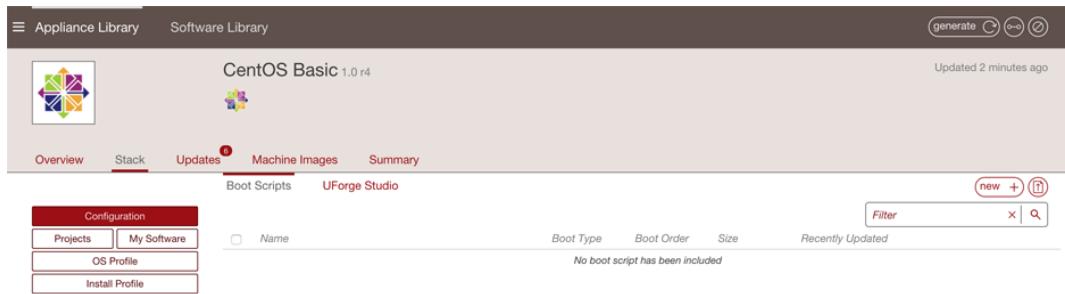 Appliance Library Software Library generate
CentOS Basic 1.0 r4 Updated 2 minutes ago
Overview Stack Updates 6 Machine Images Summary
Boot Scripts UForge Studio new +
Configuration Filter
Projects My Software Name Boot Type Boot Order Size Recently Updated
OS Profile No boot script has been included
Install Profile